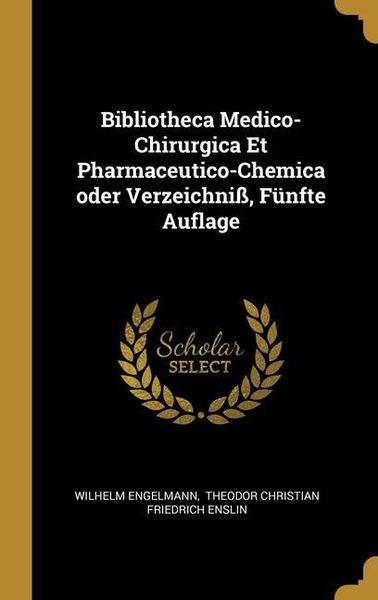 Bibliotheca Medico-
Chirurgica Et
Pharmaceutico-Chemica
oder Verzeichniß, Fünfte
Auflage
Scholar
SELECT
WILHELM ENGELMANN, THEODOR CHRISTIAN
FRIEDRICH ENSLIN